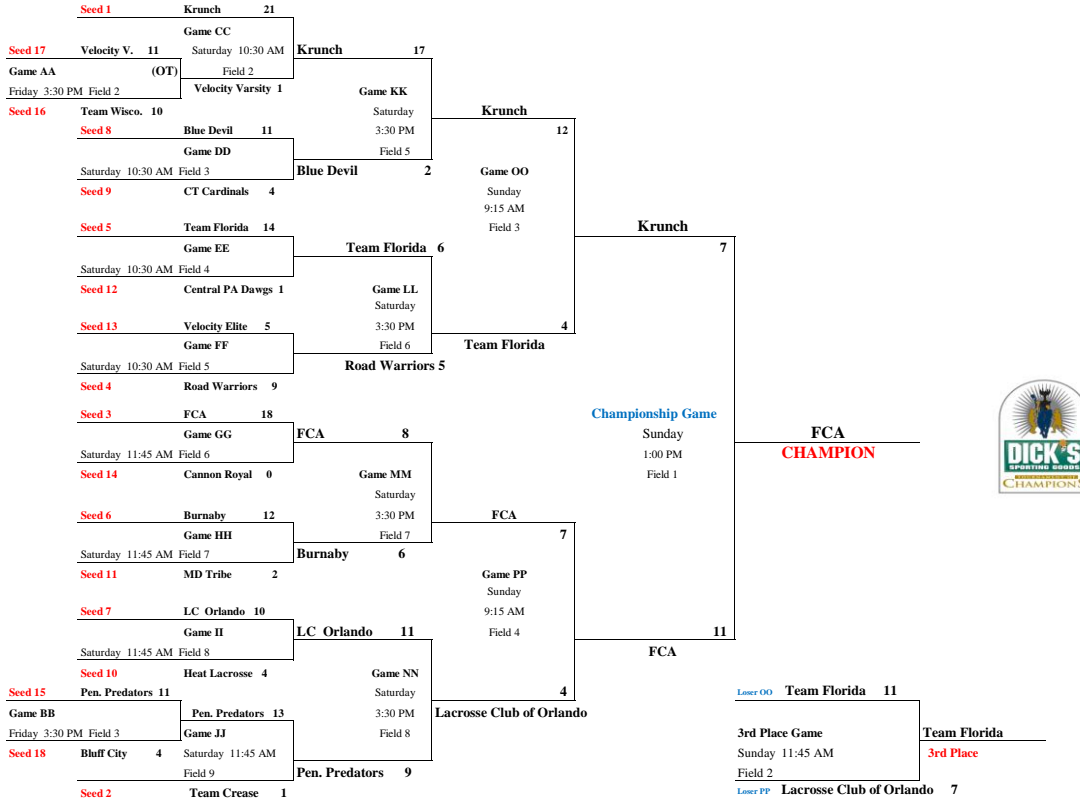 Seed 1 Krunch 21
Game CC
Seed 17 Velocity V. 11 Saturday 10:30 AM Krunch 17
Game AA (OT) Field 2
Friday 3:30 PM Field 2 Velocity Varsity 1 Game KK
Seed 16 Team Wisco. 10 Saturday Krunch
Seed 8 Blue Devil 11 3:30 PM 12
Game DD Field 5
Saturday 10:30 AM Field 3 Blue Devil 2 Game OO
Seed 9 CT Cardinals 4 Sunday
9:15 AM
Seed 5 Team Florida 14 Field 3 Krunch
Game EE Team Florida 6 7
Saturday 10:30 AM Field 4
Seed 12 Central PA Dawgs 1 Game LL
Saturday
Seed 13 Velocity Elite 5 3:30 PM 4
Game FF Field 6 Team Florida
Saturday 10:30 AM Field 5 Road Warriors 5
Seed 4 Road Warriors 9
Seed 3 FCA 18 Championship Game
Game GG FCA 8 Sunday FCA
Saturday 11:45 AM Field 6 1:00 PM CHAMPION
Seed 14 Cannon Royal 0 Game MM Field 1
Saturday
Seed 6 Burnaby 12 3:30 PM FCA
Game HH Field 7 7
Saturday 11:45 AM Field 7 Burnaby 6
Seed 11 MD Tribe 2 Game PP
Sunday
Seed 7 LC Orlando 10 9:15 AM
Game II LC Orlando 11 Field 4 11
Saturday 11:45 AM Field 8 FCA
Seed 10 Heat Lacrosse 4 Game NN
Seed 15 Pen. Predators 11 Saturday 4
Game BB Pen. Predators 13 3:30 PM Lacrosse Club of Orlando
Friday 3:30 PM Field 3 Game JJ Field 8
Seed 18 Bluff City 4 Saturday 11:45 AM
Field 9 Pen. Predators 9
Seed 2 Team Crease 1
Loser OO Team Florida 11
3rd Place Game Team Florida
Sunday 11:45 AM 3rd Place
Field 2
Loser PP Lacrosse Club of Orlando 7
DICK'S
SPORTING GOODS
TOURNAMENT OF
CHAMPIONS